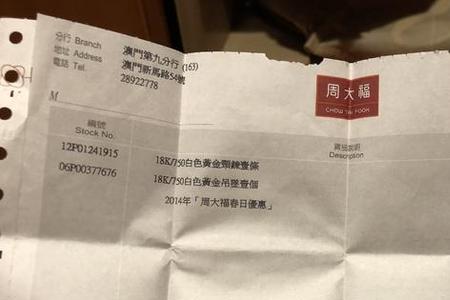 分行 Branch 澳門第九分行 (163)
地址 Address 澳門新馬路54號
電話 Tel. 28922778
周大福
CHOW TAI FOOK
M
編號
Stock No.
貨品說明
Description
12P01241915 18K/750白色黃金頸鍊壹條
06P00377676 18K/750白色黃金吊墜壹個
2014年「周大福春日優惠」